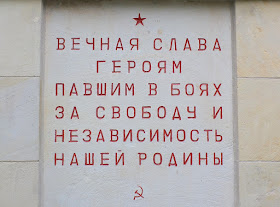 ВЕЧНАЯ СЛАВА
ГЕРОЯМ
ПАВШИМ В БОЯХ
ЗА СВОБОДУ И
НЕЗАВИСИМОСТЬ
НАШЕЙ РОДИНЫ